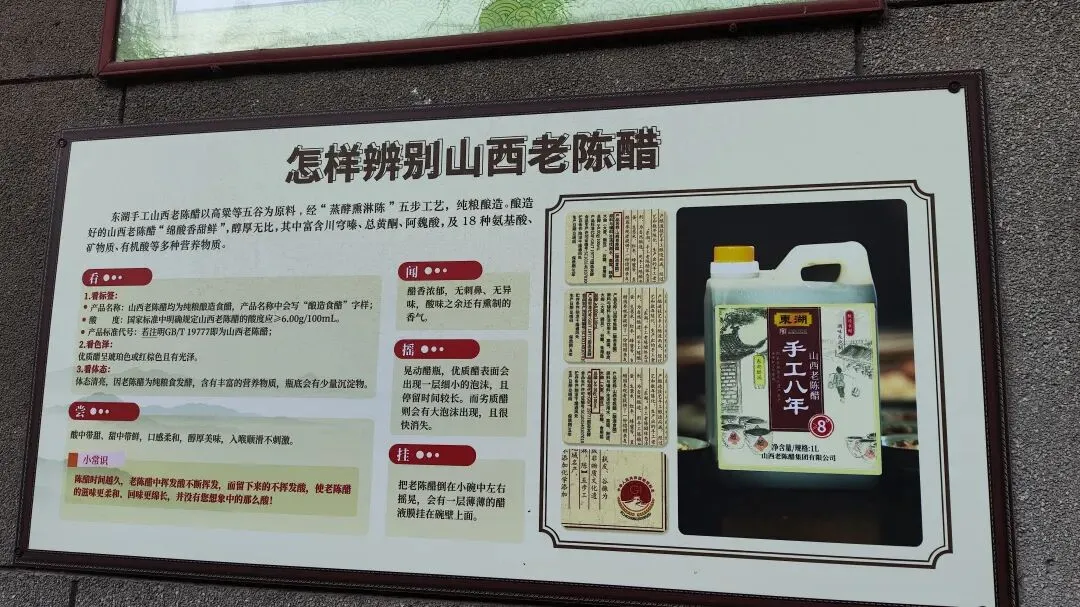 怎样辨别山西老陈醋
东湖手工山西老陈醋以高粱等五谷为原料,经“蒸酵熏淋陈”五步工艺,纯粮酿造。酿造
好的山西老陈醋“绵酸香甜鲜”,醇厚无比,其中富含川穹嗪、总黄酮、阿魏酸,及18种氨基酸、
矿物质、有机酸等多种营养物质。
看
1.看标签:
• 产品名称:山西老陈醋均为纯粮酿造食醋,产品名称中会写“酿造食醋”字样;
• 酸 度:国家标准中明确规定山西老陈醋的酸度应≥6.00g/100mL。
• 产品标准代号:若注明GB/T 19777即为山西老陈醋;
2.看色泽:
优质醋呈琥珀色或红棕色且有光泽。
3.看体态:
体态清亮,因老陈醋为纯粮食发酵,含有丰富的营养物质,瓶底会有少量沉淀物。
尝
酸中带甜、甜中带鲜,口感柔和,醇厚美味,入喉顺滑不刺激。
小常识
陈酿时间越久,老陈醋中挥发酸不断挥发,而留下来的不挥发酸,使老陈醋
的滋味更柔和,回味更绵长,并没有您想象中的那么酸!
闻
醋香浓郁,无刺鼻、无异
味,酸味之余还有熏制的
香气。
摇
晃动醋瓶,优质醋表面会
出现一层细小的泡沫,且
停留时间较长。而劣质醋
则会有大泡沫出现,且很
快消失。
挂
把老陈醋倒在小碗中左右
摇晃,会有一层薄薄的醋
液膜挂在碗壁上面。
東湖
手工八年
山西老陈醋
8
净含量/规格:1L
山西老陈醋集团有限公司